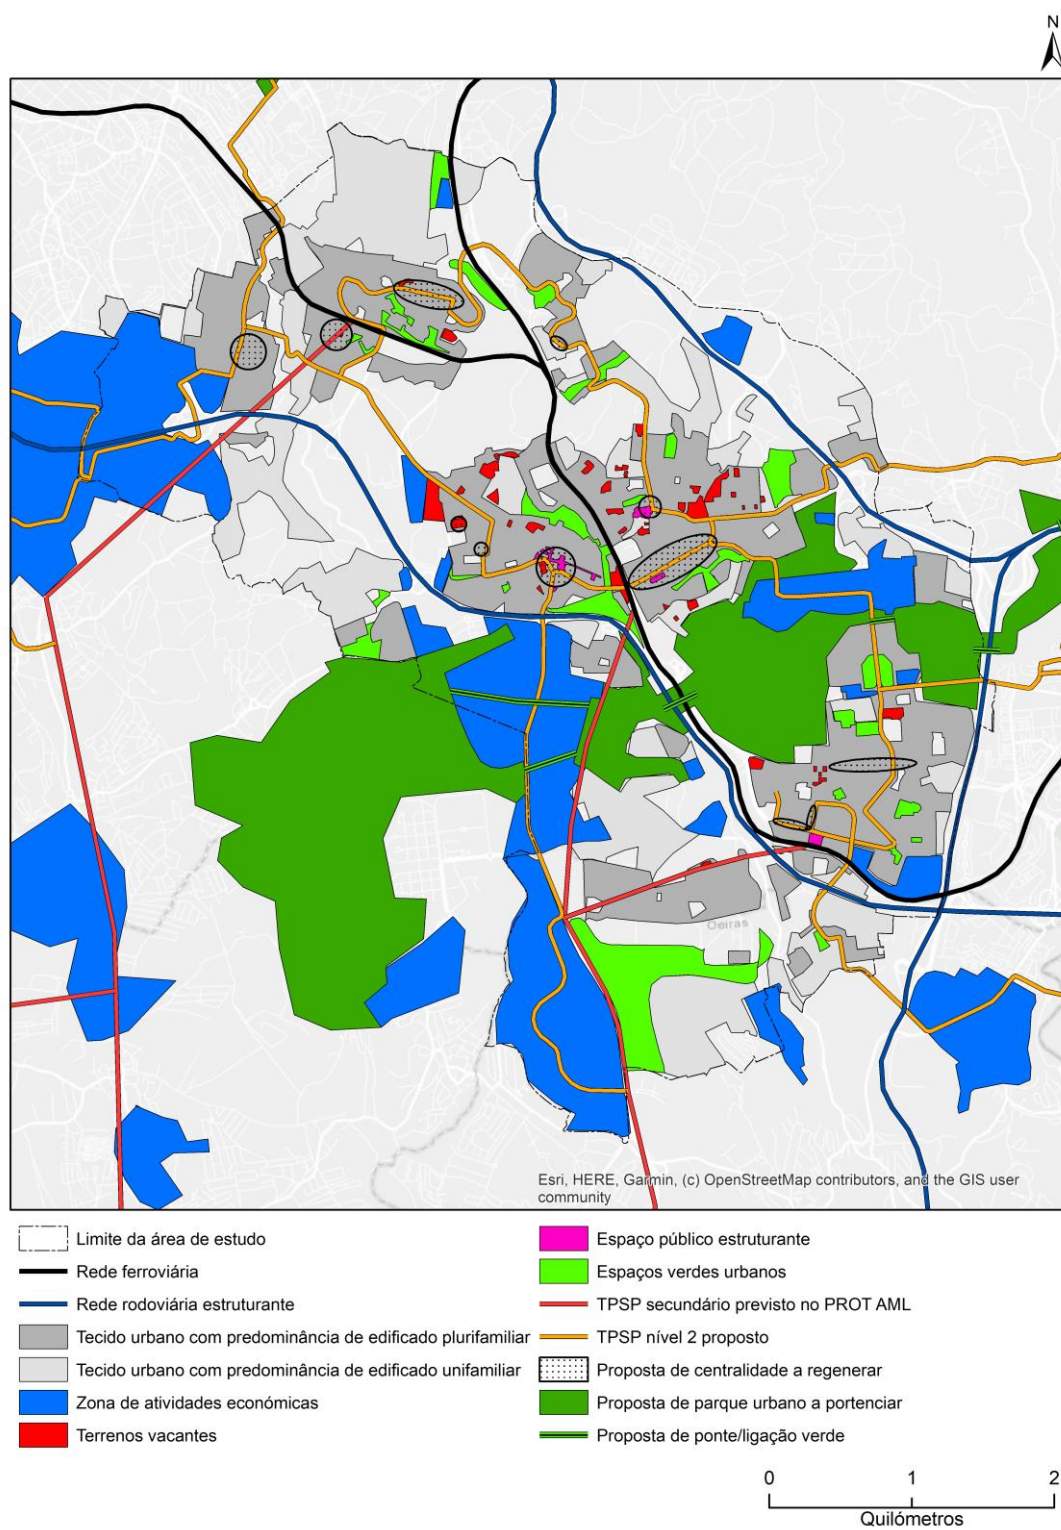 N
Oeiras
Esri, HERE, Garmin, (c) OpenStreetMap contributors, and the GIS user
community
Limite da área de estudo
Rede ferroviária
Rede rodoviária estruturante
Tecido urbano com predominância de edificado plurifamiliar
Tecido urbano com predominância de edificado unifamiliar
Zona de atividades económicas
Terrenos vacantes
Espaço público estruturante
Espaços verdes urbanos
TPSP secundário previsto no PROT AML
TPSP nível 2 proposto
Proposta de centralidade a regenerar
Proposta de parque urbano a portenciar
Proposta de ponte/ligação verde
0 1 2
Quilómetros